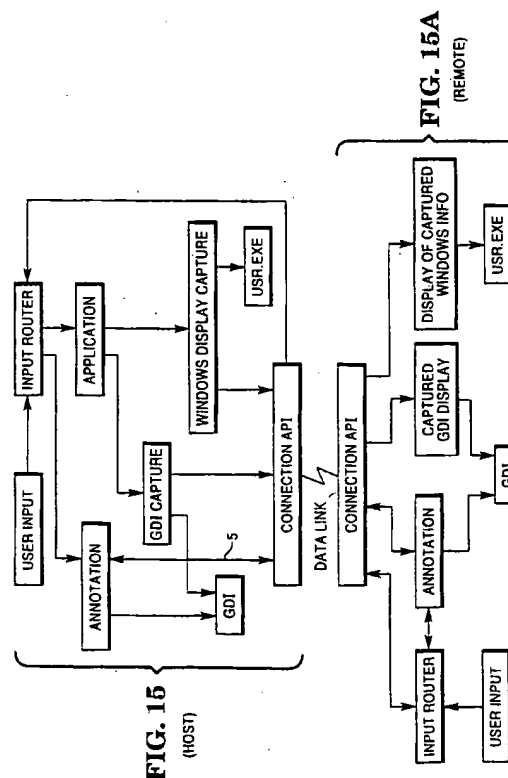 FIG. 15
(HOST)
USER INPUT
INPUT ROUTER
ANNOTATION
APPLICATION
GDI CAPTURE
WINDOWS DISPLAY CAPTURE
GDI
5
USR.EXE
CONNECTION API
DATA LINK
FIG. 15A
(REMOTE)
CONNECTION API
INPUT ROUTER
ANNOTATION
CAPTURED
GDI DISPLAY
DISPLAY OF CAPTURED
WINDOWS INFO
USER INPUT
GDI
USR.EXE